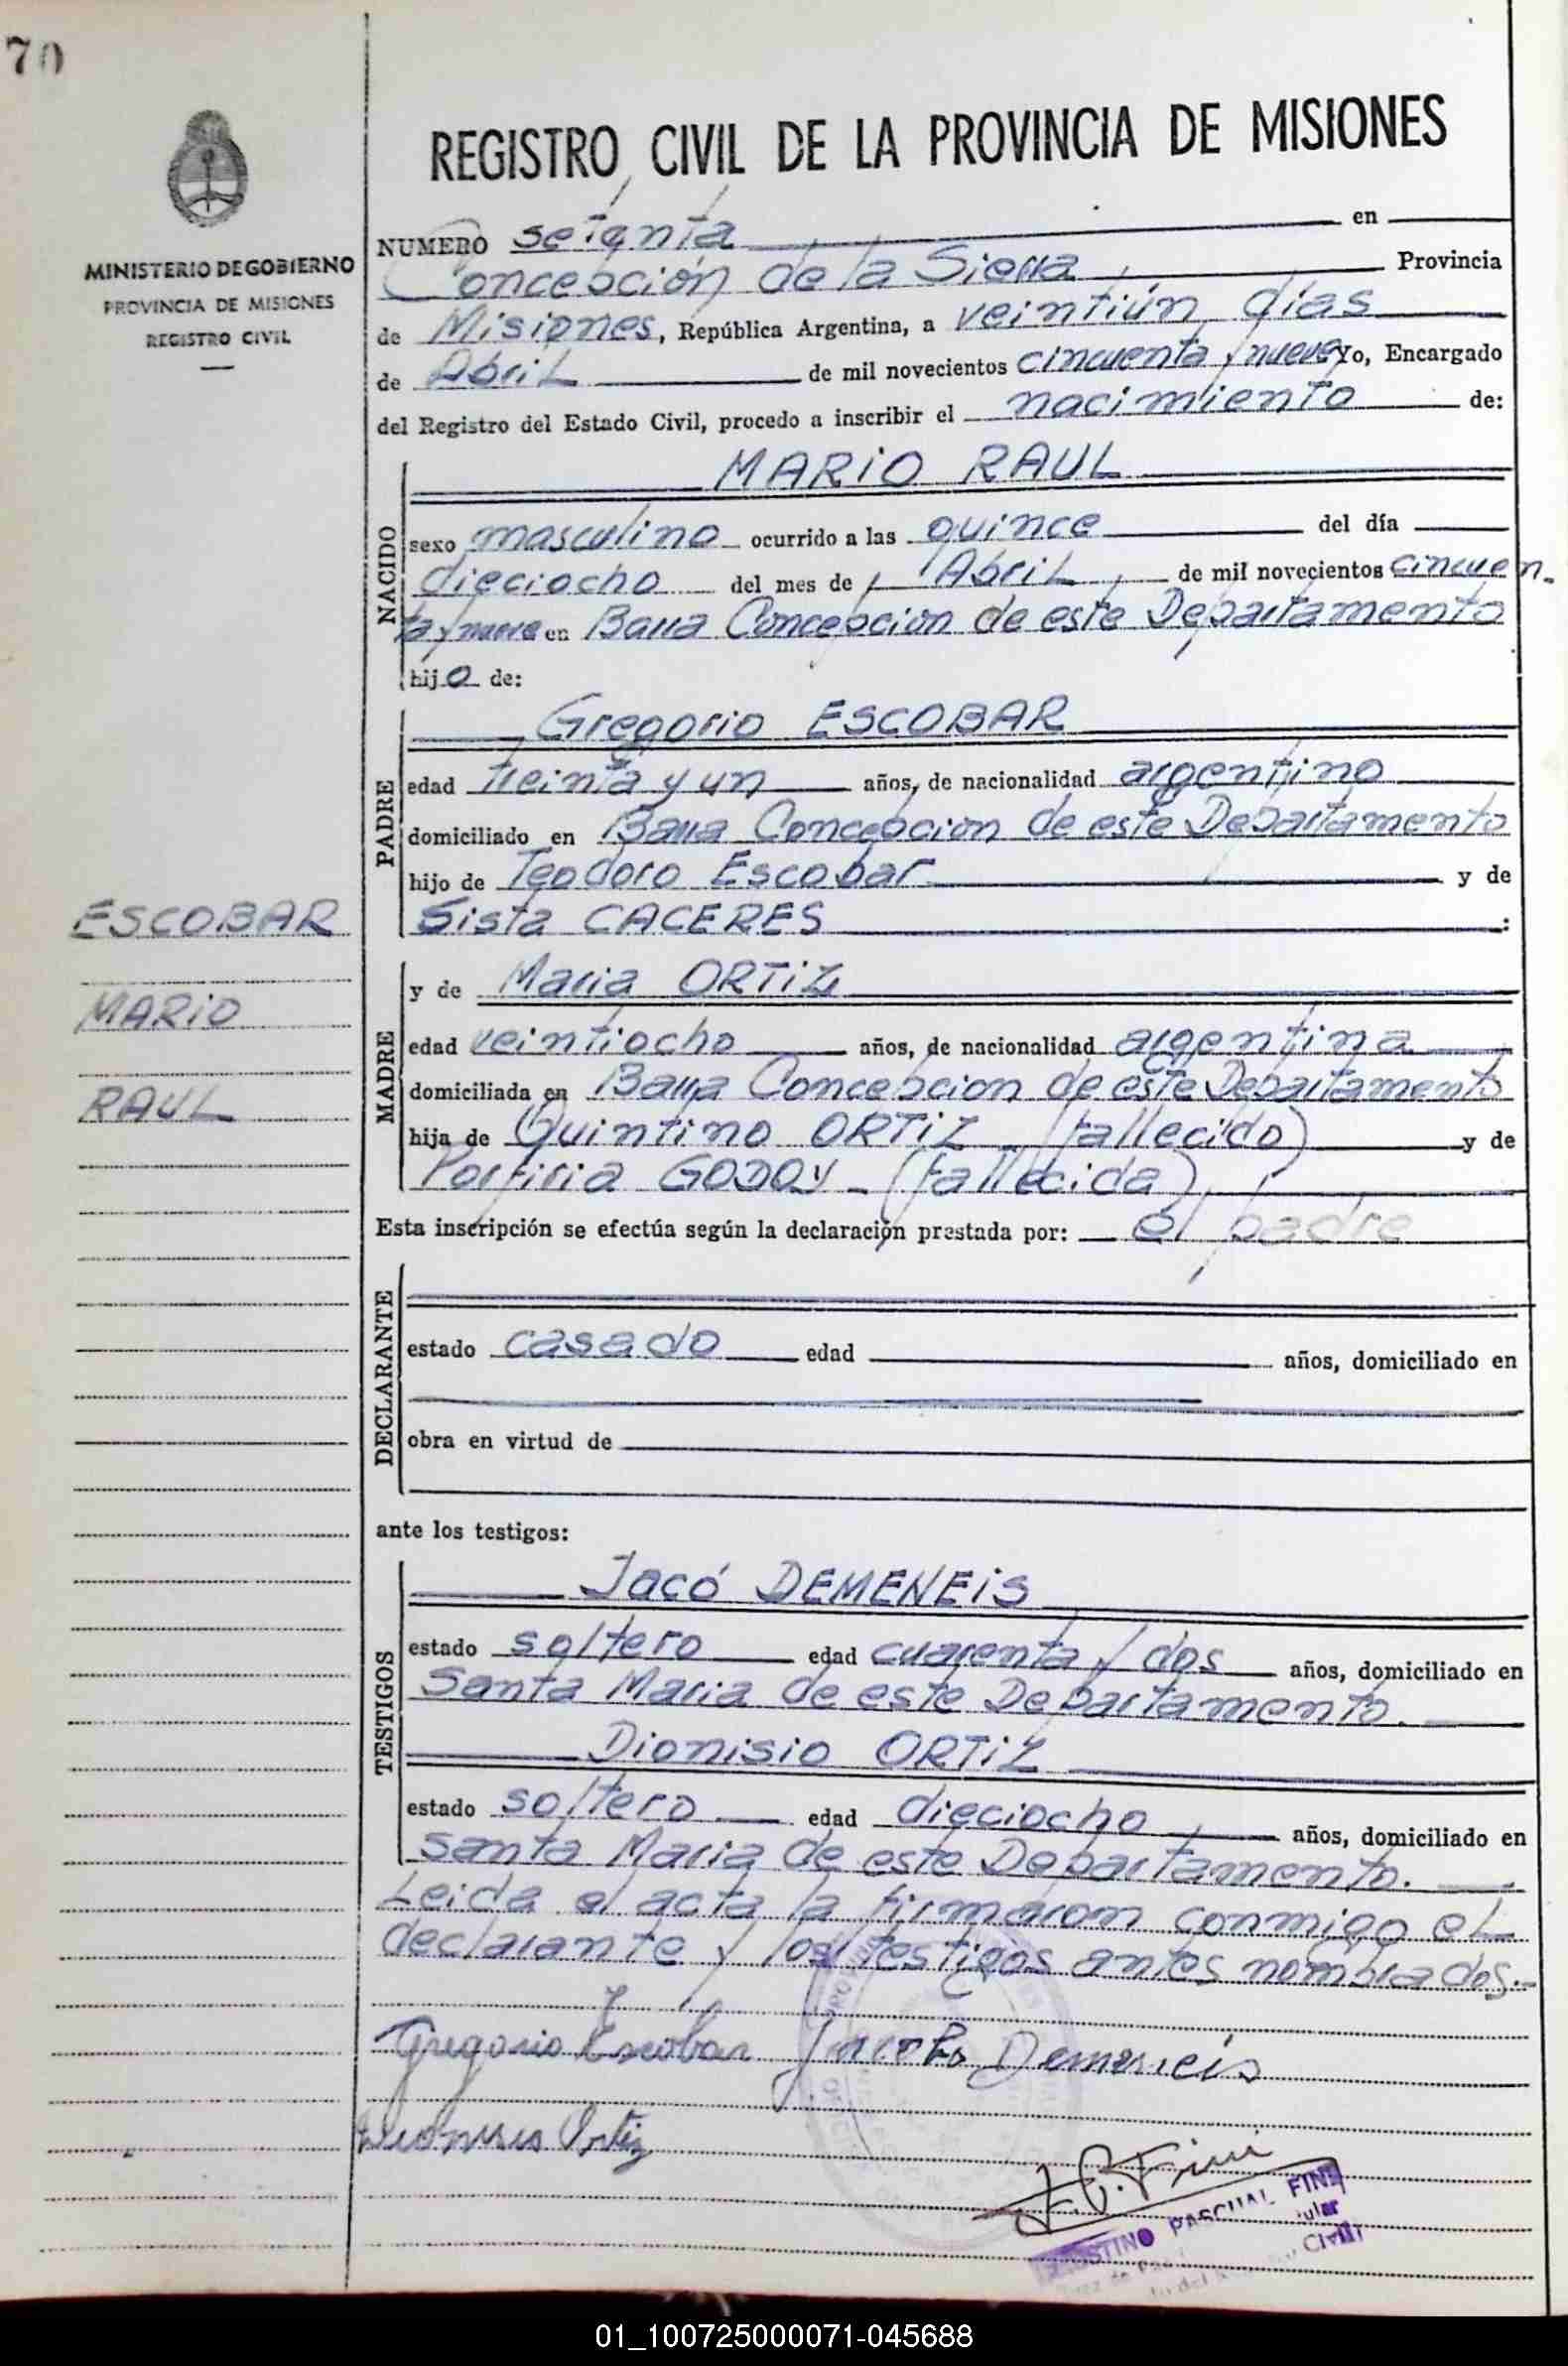 70
MINISTERIO DE GOBIERNO
PROVINCIA DE MISIONES
REGISTRO CIVIL
ESCOBAR
MARIO
RAUL
REGISTRO CIVIL DE LA PROVINCIA DE MISIONES
NUMERO setenta en
Concepción de la Sierra Provincia
de Misiones, República Argentina, a veintiún días
de Abril de mil novecientos cincuenta y nueve Yo, Encargado
del Registro del Estado Civil, procedo a inscribir el nacimiento de:
NACIDO
MARIO RAUL
sexo masculino ocurrido a las quince del día
dieciocho del mes de Abril de mil novecientos cincuen
ta y nueve en Barra Concepcion de este Departamento
hijo de:
PADRE
Gregorio ESCOBAR
edad treinta y un años, de nacionalidad argentino
domiciliado en Barra Concepcion de este Departamento
hijo de Teodoro Escobar y de
Sista CACERES :
MADRE
y de Maria ORTIZ
edad veintiocho años, de nacionalidad argentina
domiciliada en Barra Concepcion de este Departamento
hija de Quintino ORTIZ (fallecido) y de
Porfiria GODOY - (fallecida)
Esta inscripción se efectúa según la declaración prestada por: el padre
DECLARANTE
estado casado edad años, domiciliado en
obra en virtud de
ante los testigos:
TESTIGOS
Jacó DEMENEIS
estado soltero edad cuarenta y dos años, domiciliado en
Santa Maria de este Departamento.
Dionisio ORTIZ
estado soltero edad dieciocho años, domiciliado en
Santa Maria de este Departamento.
Leida el acta la firmaron conmigo el
declarante y los testigos antes nombrados.-
Gregorio Escobar Jacobo Demeneis
Dionisio Ortiz
PASCUAL FINI
Civil
01_100725000071-045688